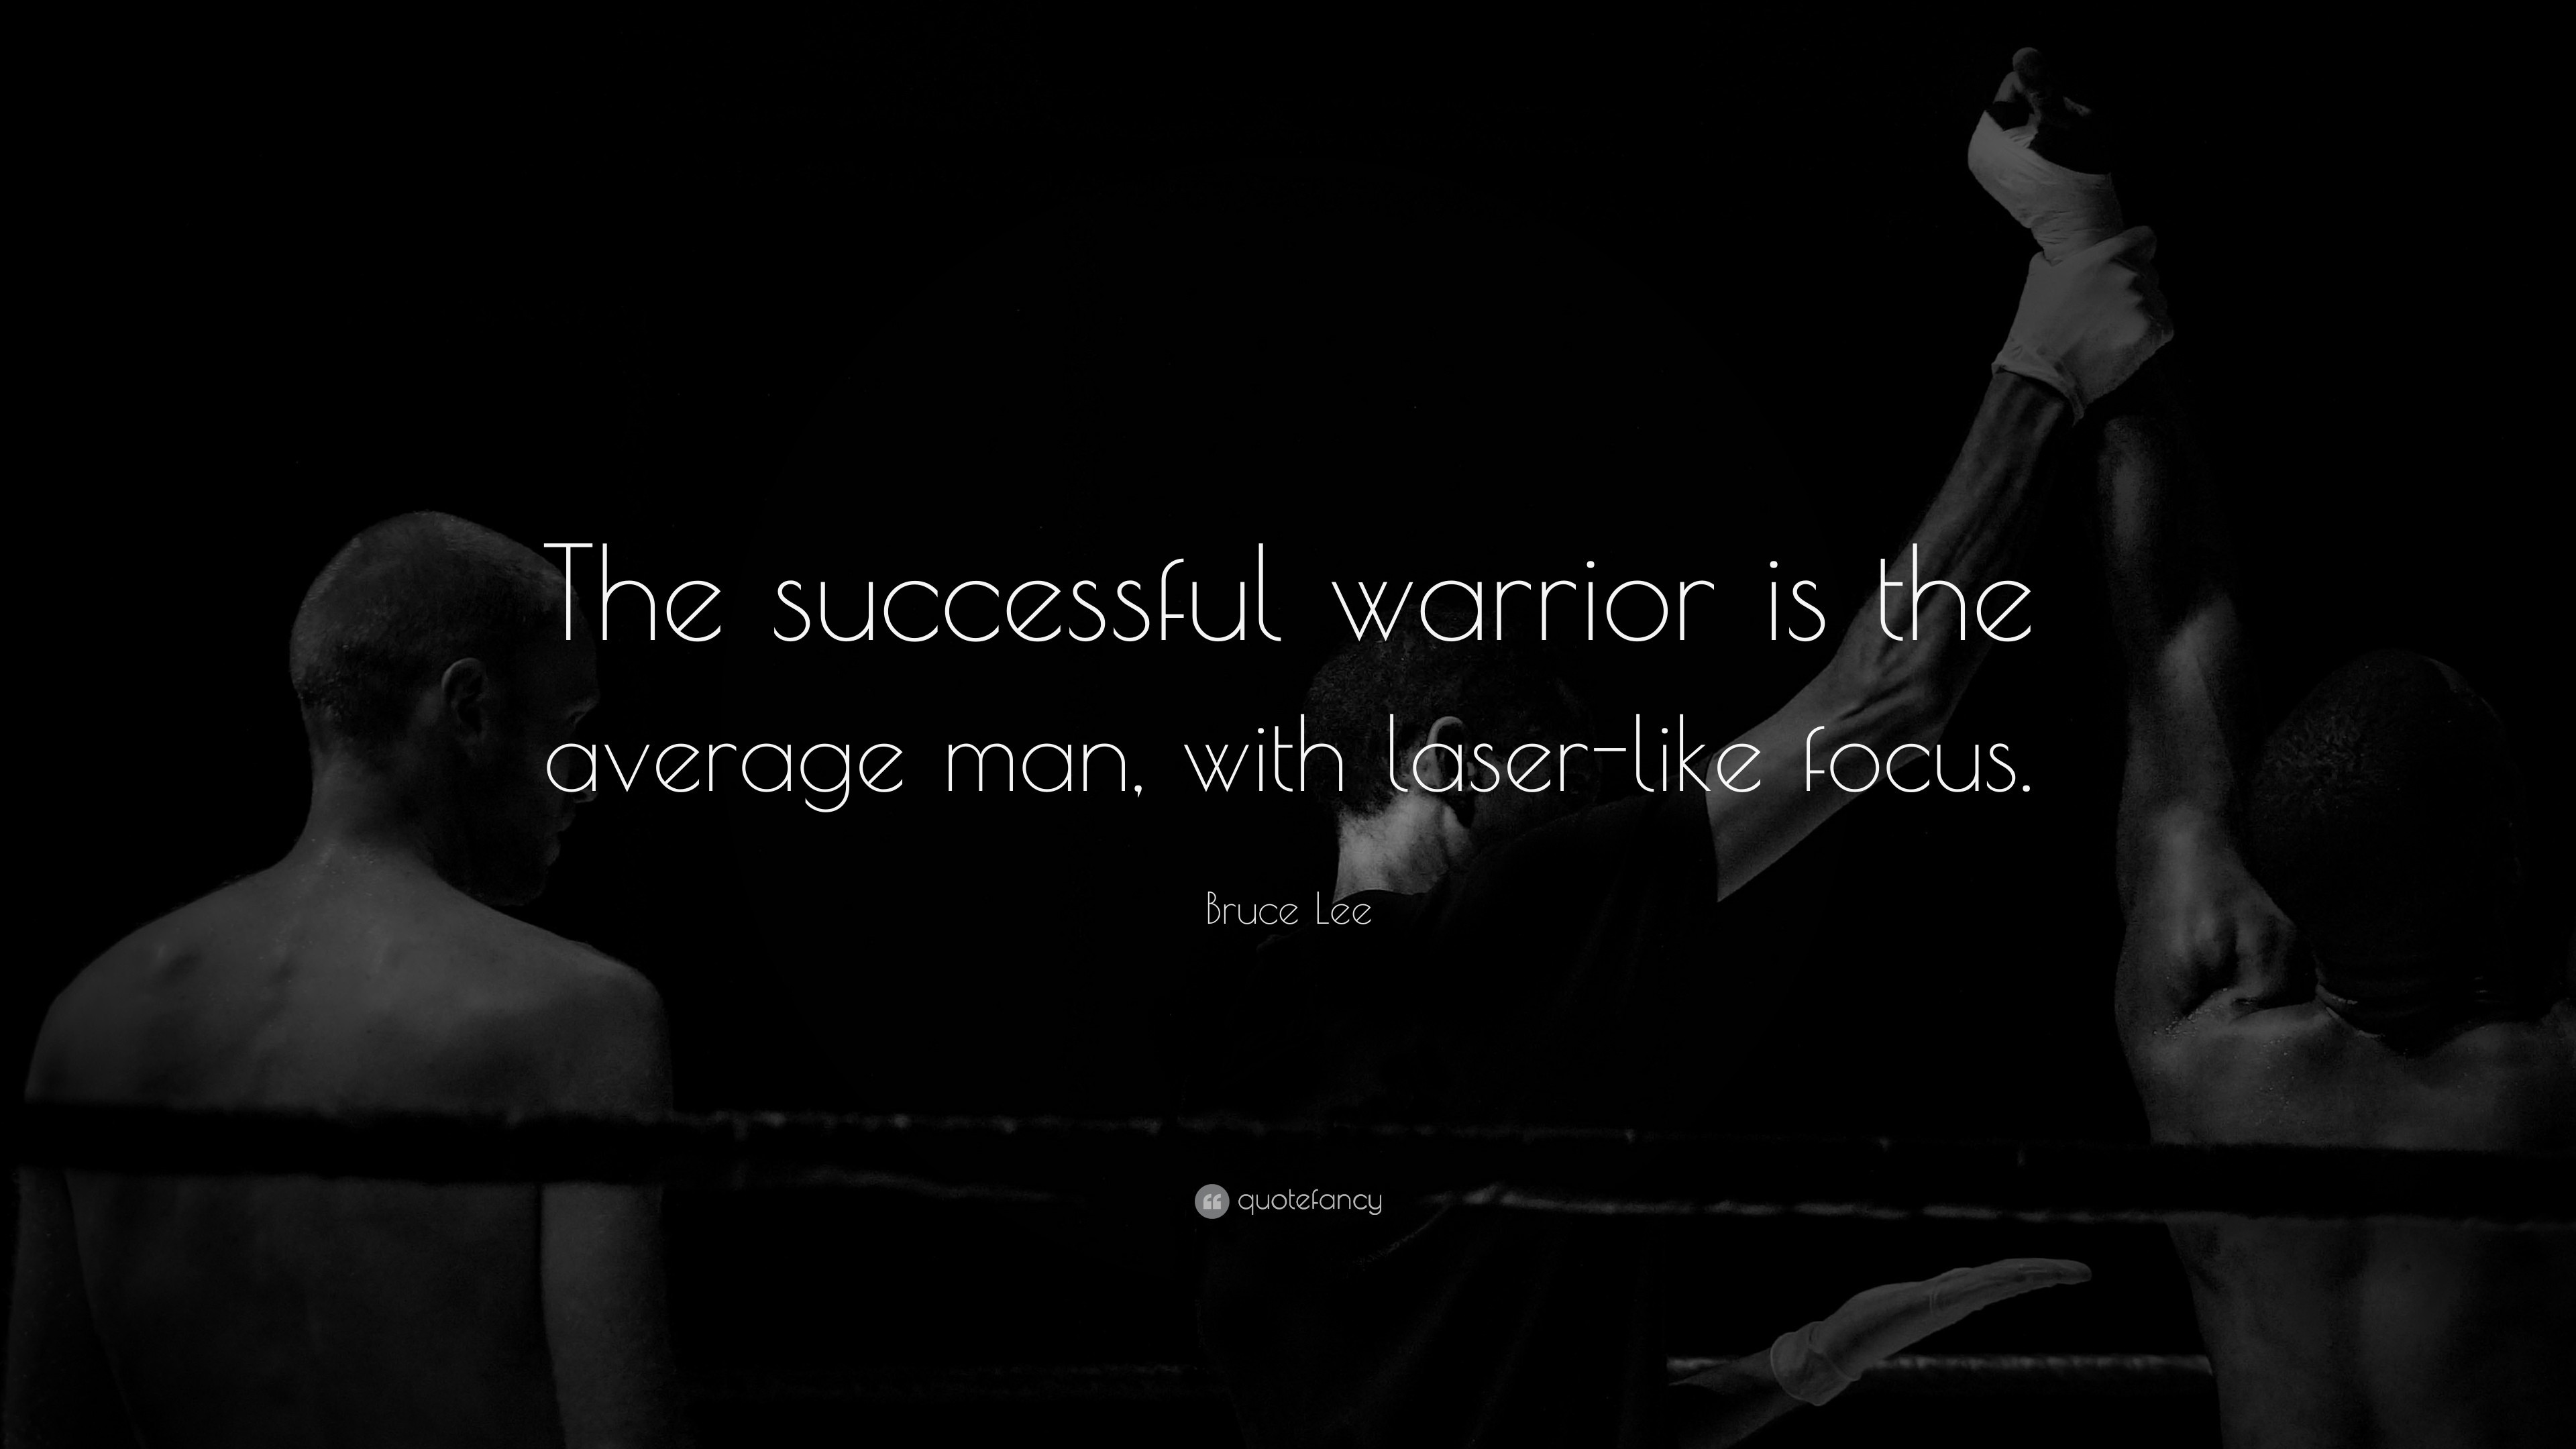 The successful warrior is the
average man, with laser-like focus.
Bruce Lee
quotefancy